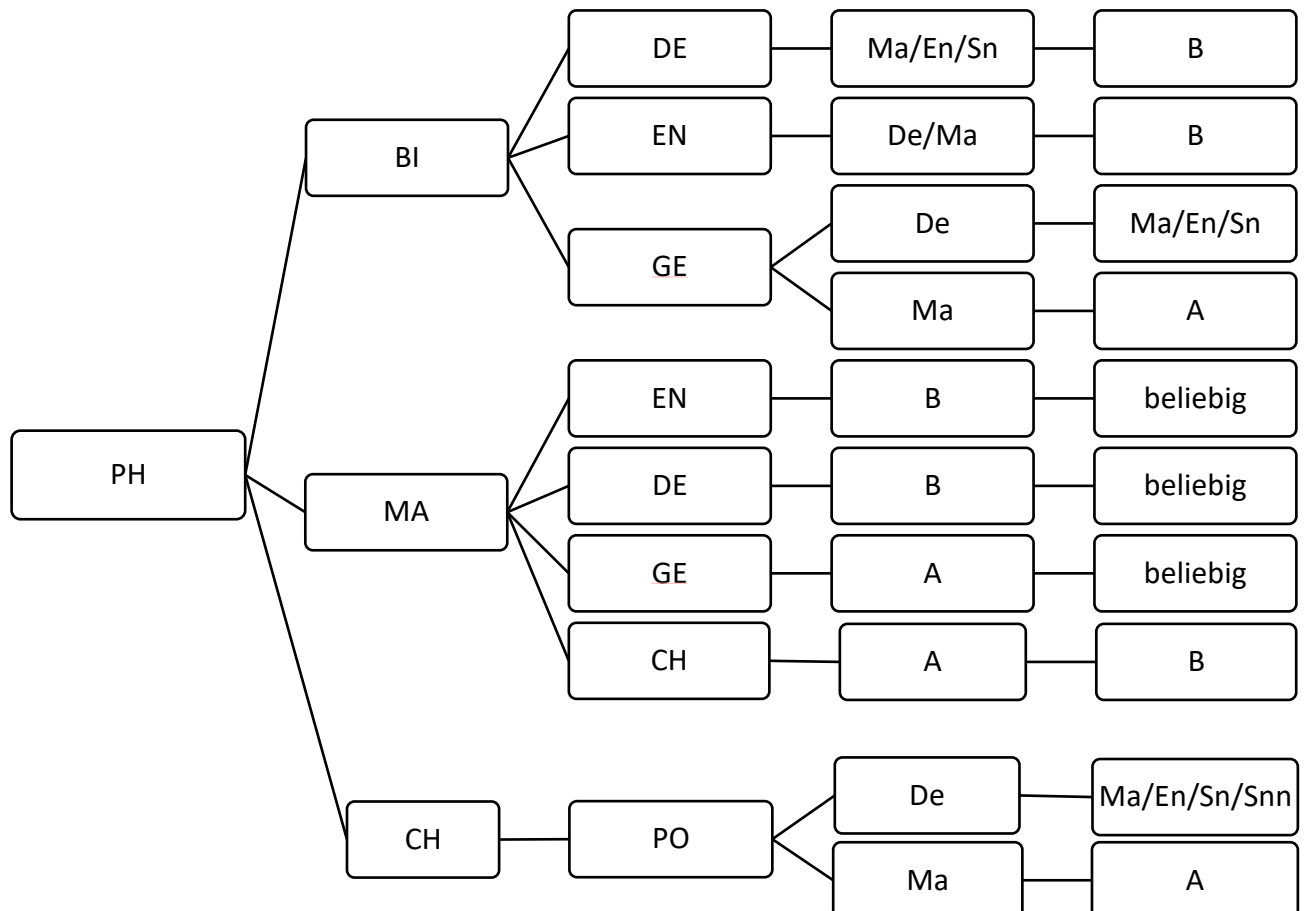 DE
Ma/En/Sn
B
BI
EN
De/Ma
B
GE
De
Ma/En/Sn
Ma
A
PH
MA
EN
B
beliebig
DE
B
beliebig
GE
A
beliebig
CH
A
B
CH
PO
De
Ma/En/Sn/Snn
Ma
A